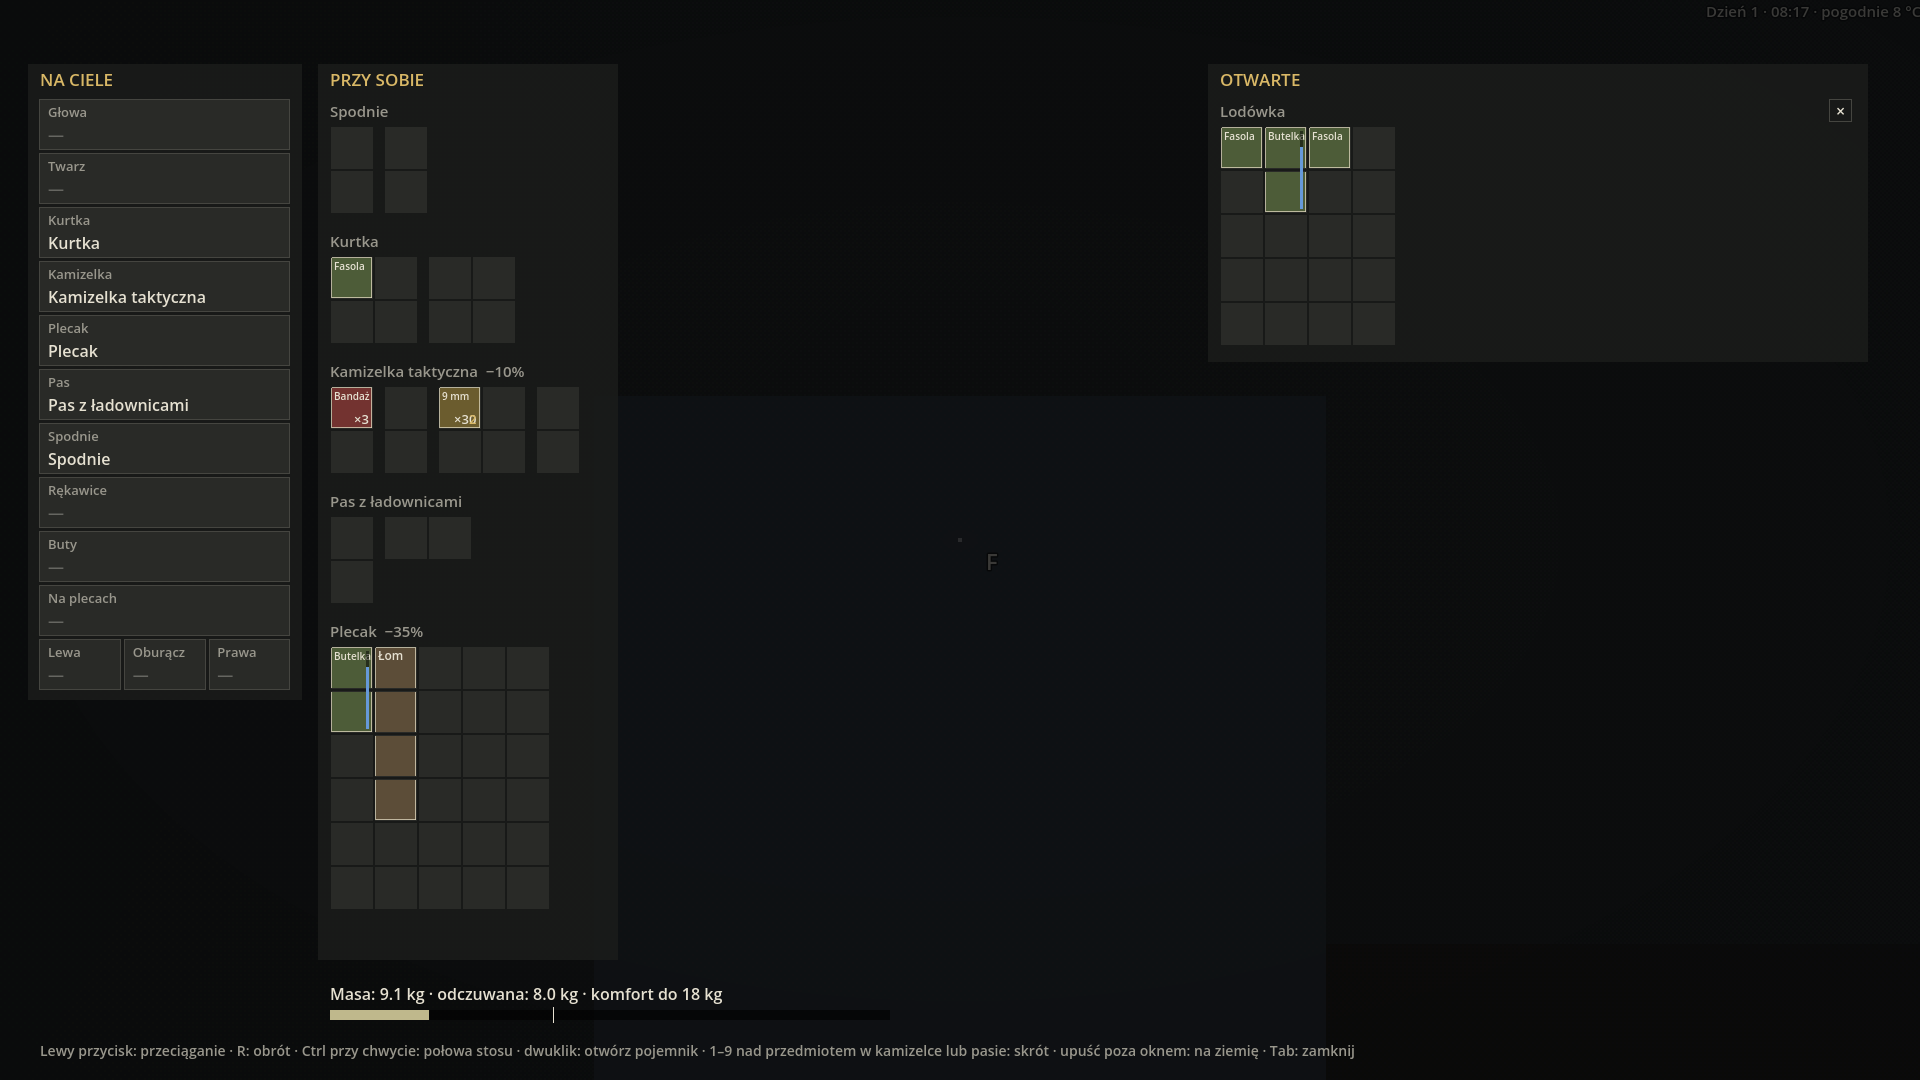 Dzień 1 · 08:17 · pogodnie 8 °C
NA CIELE
Głowa
—
Twarz
—
Kurtka
Kurtka
Kamizelka
Kamizelka taktyczna
Plecak
Plecak
Pas
Pas z ładownicami
Spodnie
Spodnie
Rękawice
—
Buty
—
Na plecach
—
Lewa
—
Oburącz
—
Prawa
—
PRZY SOBIE
Spodnie
Kurtka
Fasola
Kamizelka taktyczna −10%
Bandaż
×3
9 mm
×30
Pas z ładownicami
Plecak −35%
Butelka
Łom
OTWARTE
Lodówka
×
Fasola
Butelka
Fasola
F
Masa: 9.1 kg · odczuwana: 8.0 kg · komfort do 18 kg
Lewy przycisk: przeciąganie · R: obrót · Ctrl przy chwycie: połowa stosu · dwuklik: otwórz pojemnik · 1–9 nad przedmiotem w kamizelce lub pasie: skrót · upuść poza oknem: na ziemię · Tab: zamknij